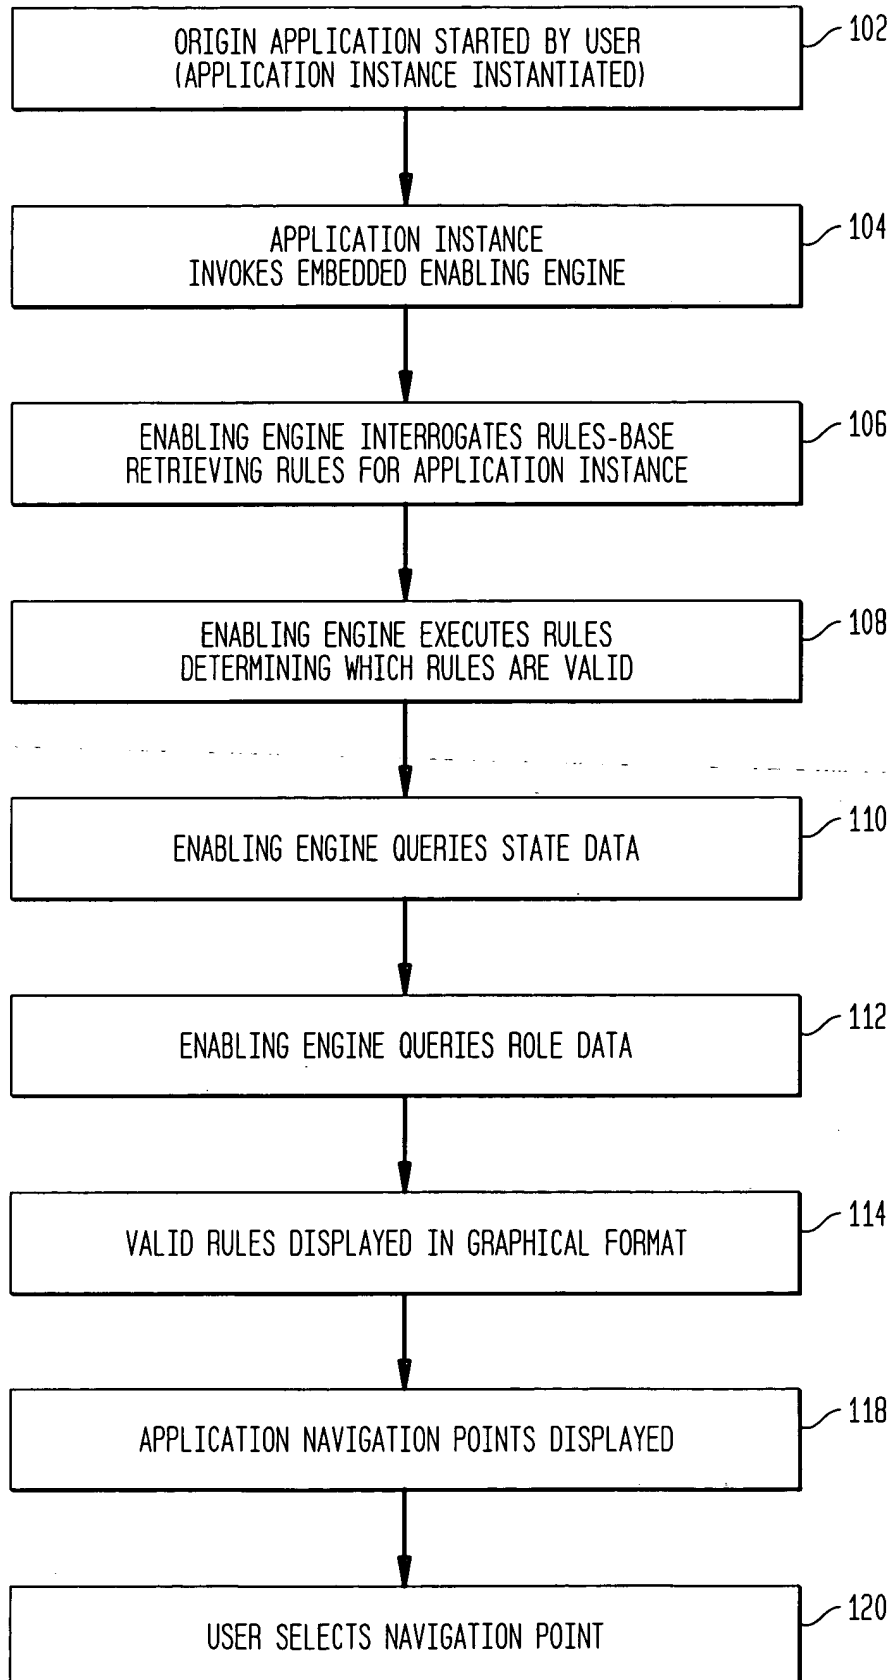 ORIGIN APPLICATION STARTED BY USER
(APPLICATION INSTANCE INSTANTIATED)
102
APPLICATION INSTANCE
INVOKES EMBEDDED ENABLING ENGINE
104
ENABLING ENGINE INTERROGATES RULES-BASE
RETRIEVING RULES FOR APPLICATION INSTANCE
106
ENABLING ENGINE EXECUTES RULES
DETERMINING WHICH RULES ARE VALID
108
ENABLING ENGINE QUERIES STATE DATA
110
ENABLING ENGINE QUERIES ROLE DATA
112
VALID RULES DISPLAYED IN GRAPHICAL FORMAT
114
APPLICATION NAVIGATION POINTS DISPLAYED
118
USER SELECTS NAVIGATION POINT
120